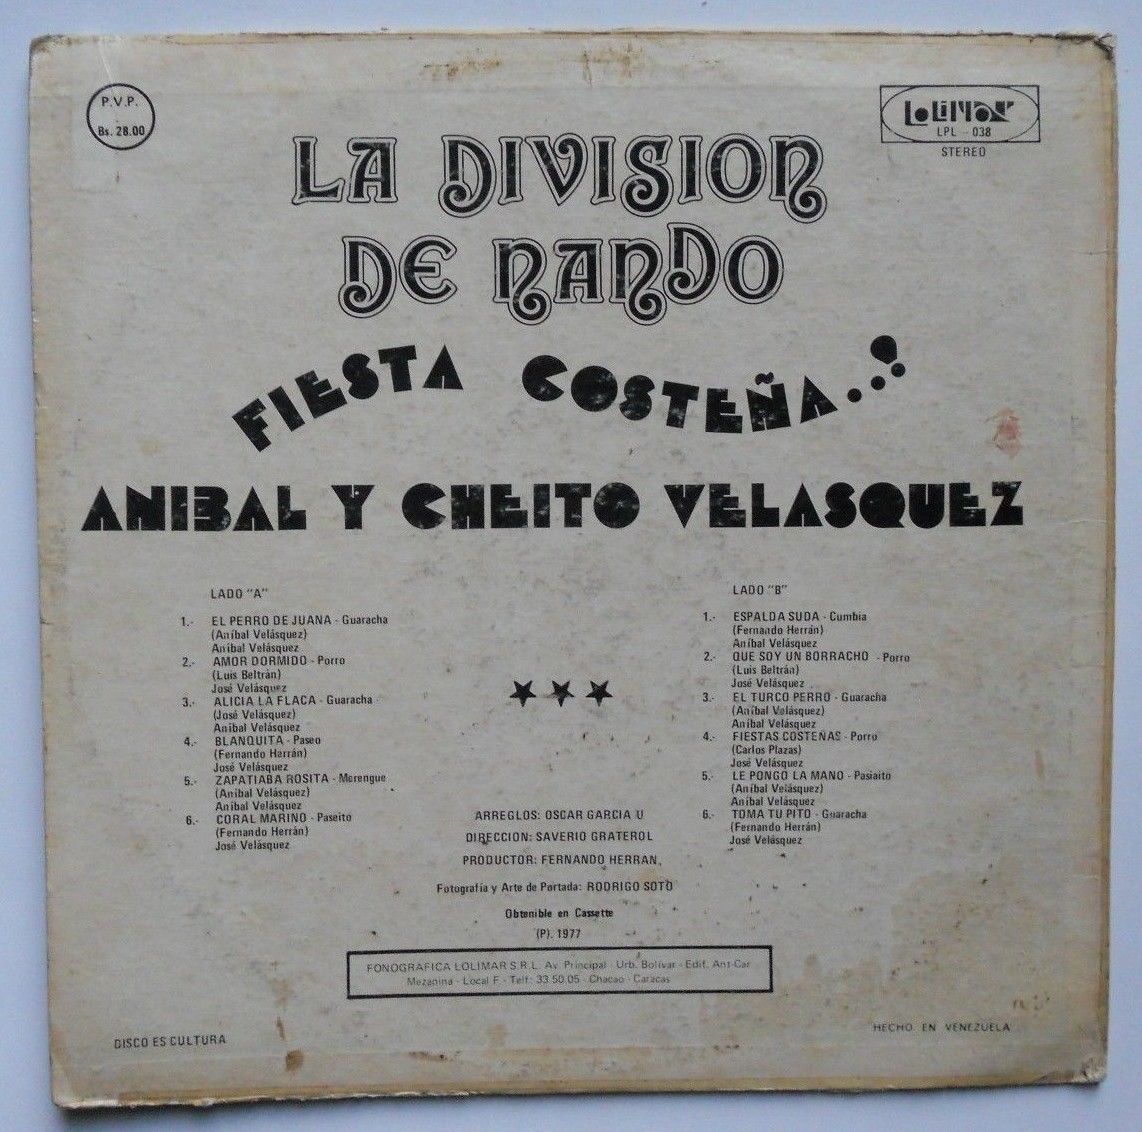 P.V.P.
Bs. 28.00
LOLIMAR
LPL - 038
STEREO
LA DIVISION
DE NANDO
FIESTA COSTEÑA..!
ANIBAL Y CHEITO VELASQUEZ
LADO "A"
1.- EL PERRO DE JUANA - Guaracha
(Aníbal Velásquez)
Aníbal Velásquez
2.- AMOR DORMIDO - Porro
(Luis Beltrán)
José Velásquez
3.- ALICIA LA FLACA - Guaracha
(José Velásquez)
Aníbal Velásquez
4.- BLANQUITA - Paseo
(Fernando Herrán)
José Velásquez
5.- ZAPATIABA ROSITA - Merengue
(Aníbal Velásquez)
Aníbal Velásquez
6.- CORAL MARINO - Paseito
(Fernando Herrán)
José Velásquez
LADO "B"
1.- ESPALDA SUDA - Cumbia
(Fernando Herrán)
Aníbal Velásquez
2.- QUE SOY UN BORRACHO - Porro
(Luis Beltrán)
José Velásquez
3.- EL TURCO PERRO - Guaracha
(Aníbal Velázquez)
Aníbal Velásquez
4.- FIESTAS COSTEÑAS - Porro
(Carlos Plazas)
José Velásquez
5.- LE PONGO LA MANO - Pasiaito
(Aníbal Velásquez)
Aníbal Velásquez
6.- TOMA TU PITO - Guaracha
(Fernando Herrán)
José Velásquez
ARREGLOS: OSCAR GARCIA U
DIRECCION: SAVERIO GRATEROL
PRODUCTOR: FERNANDO HERRAN,
Fotografía y Arte de Portada: RODRIGO SOTO
Obtenible en Cassette
(P). 1977
FONOGRAFICA LOLIMAR S.R.L. Av. Principal - Urb. Bolívar - Edif. Ant-Car
Mezanina - Local F - Telf: 33.50.05 - Chacao - Caracas
DISCO ES CULTURA
HECHO EN VENEZUELA